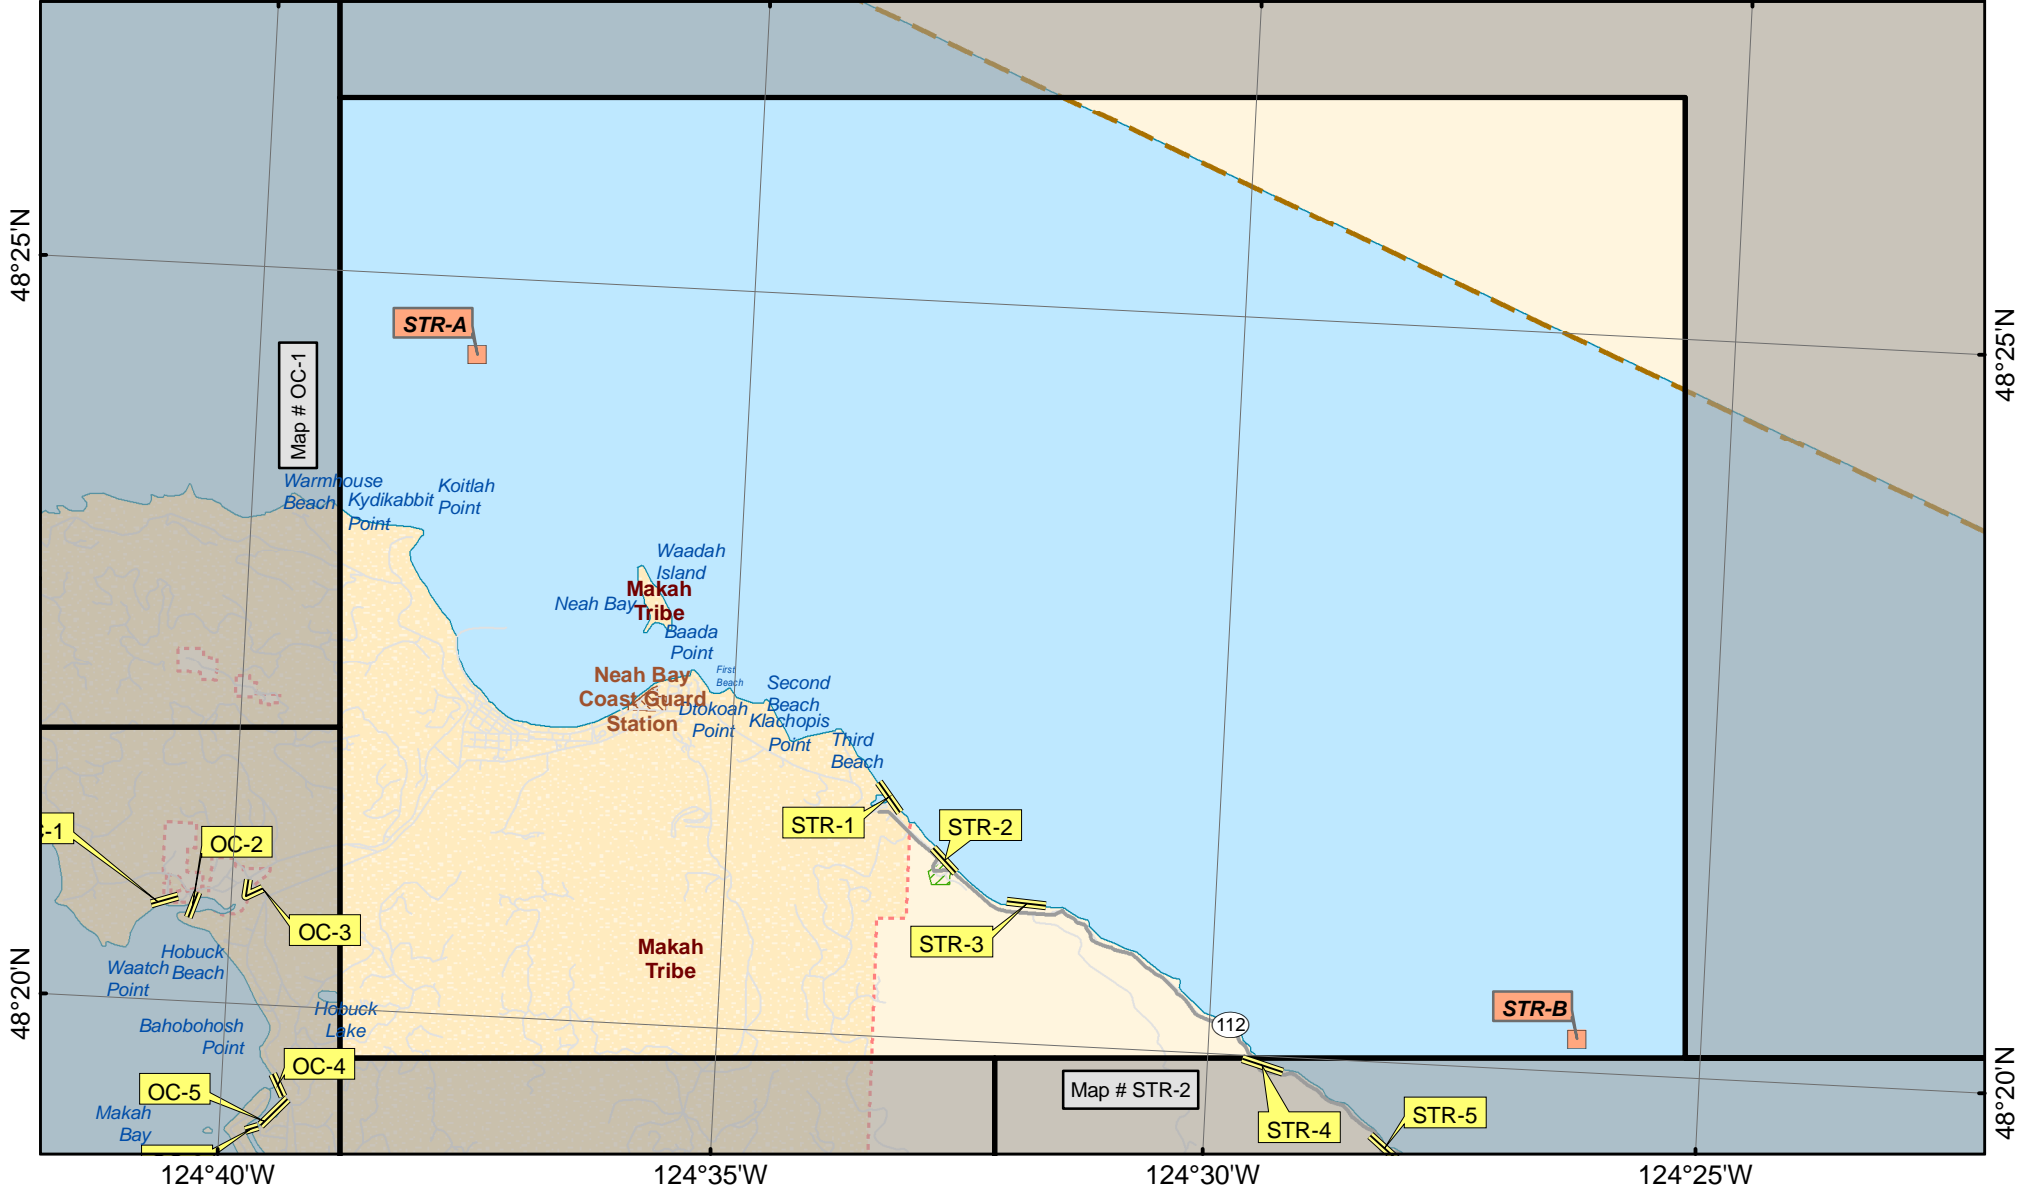 48°25'N
48°25'N
STR-A
Map # OC-1
Warmhouse
Beach
Kydikabbit
Point
Koitlah
Point
Waadah
Island
Makah
Tribe
Neah Bay
Baada
Point
First
Beach
Neah Bay
Coast Guard
Station
Dtokoah
Point
Second
Beach
Klachopis
Point
Third
Beach
STR-1
STR-2
STR-3
-1
OC-2
OC-3
Hobuck
Beach
Waatch
Point
Makah
Tribe
Hobuck
Lake
Bahobohosh
Point
48°20'N
STR-B
112
OC-4
OC-5
Makah
Bay
Map # STR-2
STR-4
STR-5
48°20'N
124°40'W
124°35'W
124°30'W
124°25'W